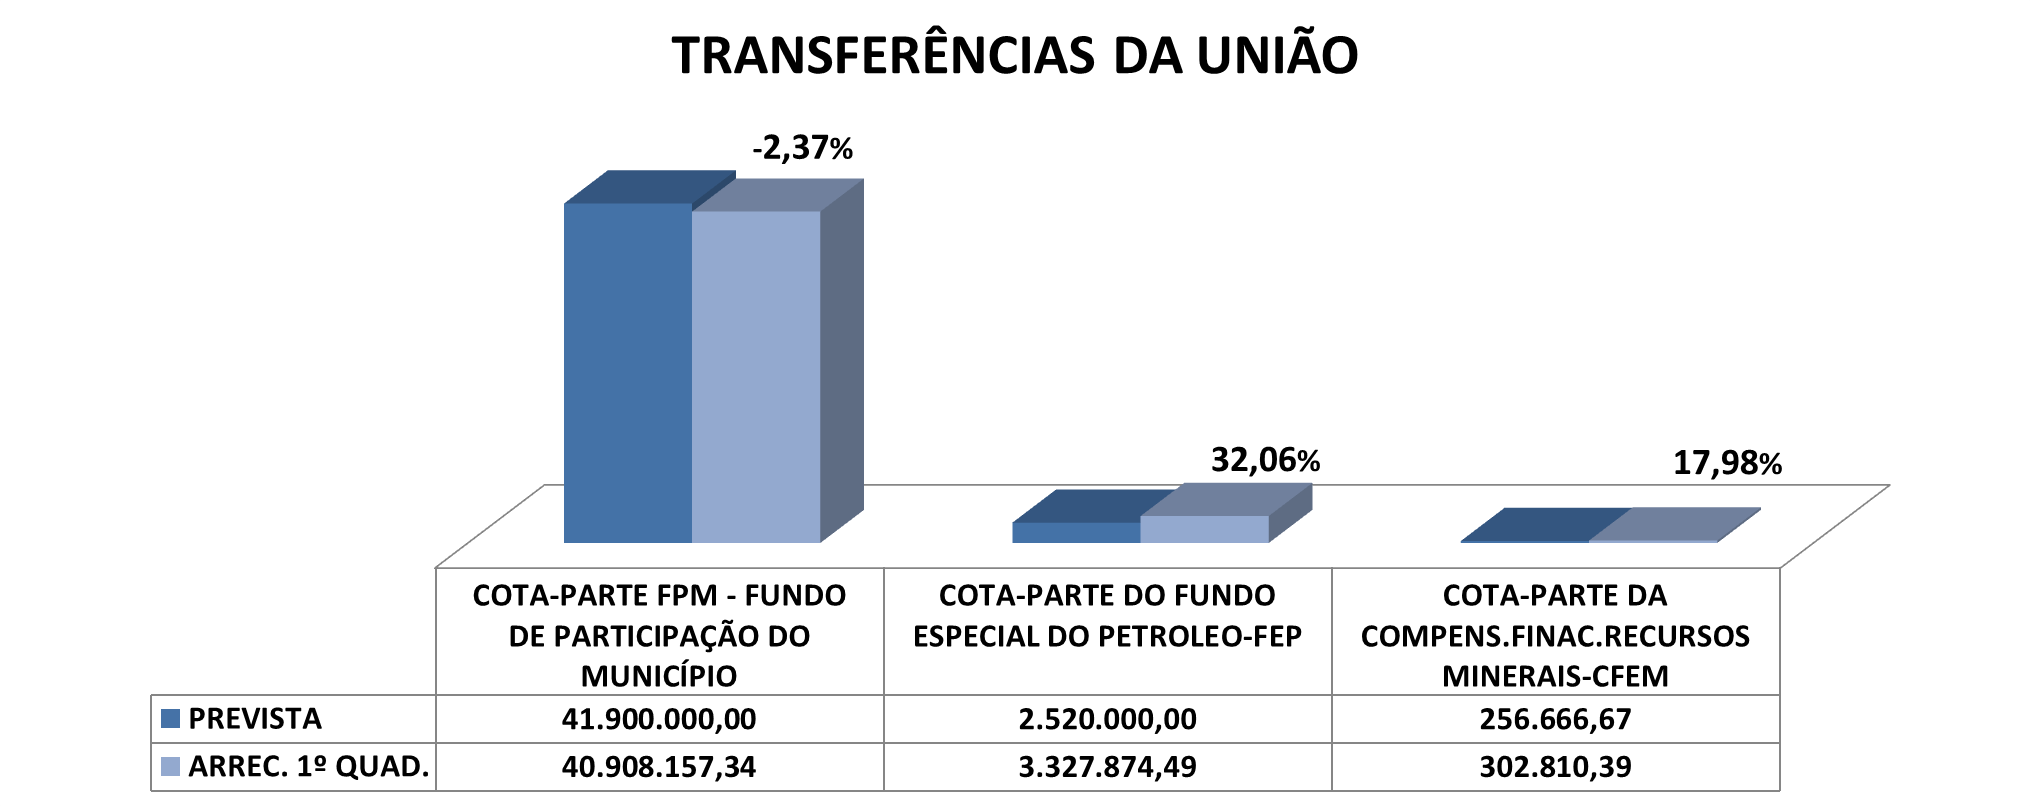 TRANSFERÊNCIAS DA UNIÃO
-2,37%
32,06%
17,98%
COTA-PARTE FPM - FUNDO
DE PARTICIPAÇÃO DO
MUNICÍPIO
COTA-PARTE DO FUNDO
ESPECIAL DO PETROLEO-FEP
COTA-PARTE DA
COMPENS.FINAC.RECURSOS
MINERAIS-CFEM
PREVISTA 41.900.000,00 2.520.000,00 256.666,67
ARREC. 1º QUAD. 40.908.157,34 3.327.874,49 302.810,39